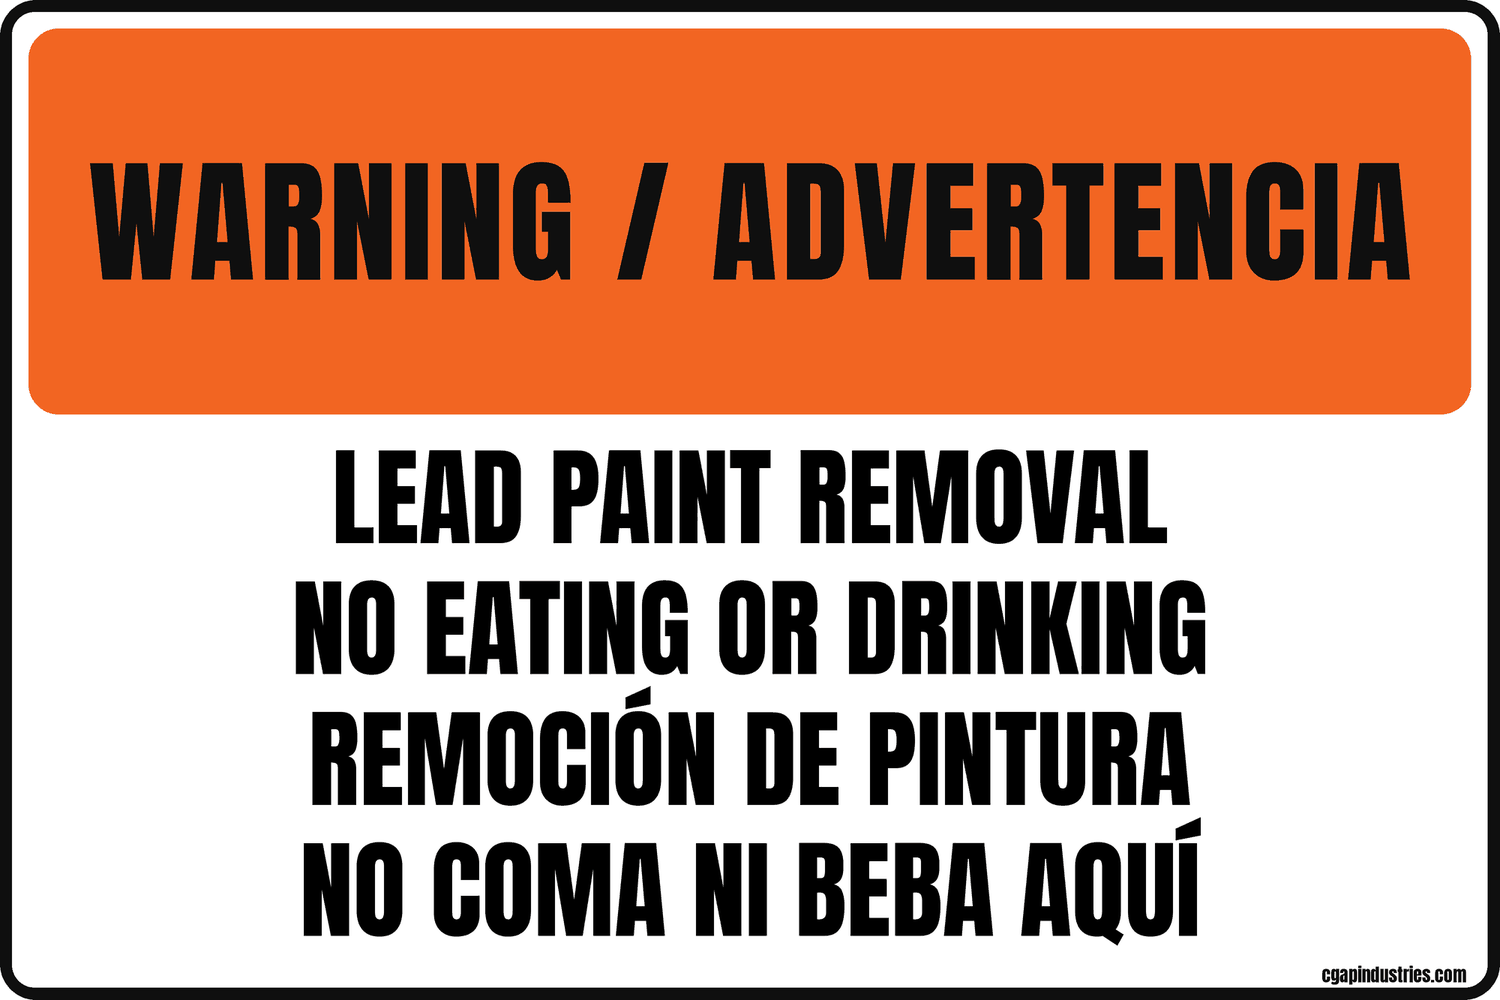 WARNING / ADVERTENCIA
LEAD PAINT REMOVAL
NO EATING OR DRINKING
REMOCIÓN DE PINTURA
NO COMA NI BEBA AQUÍ
cgapindustries.com